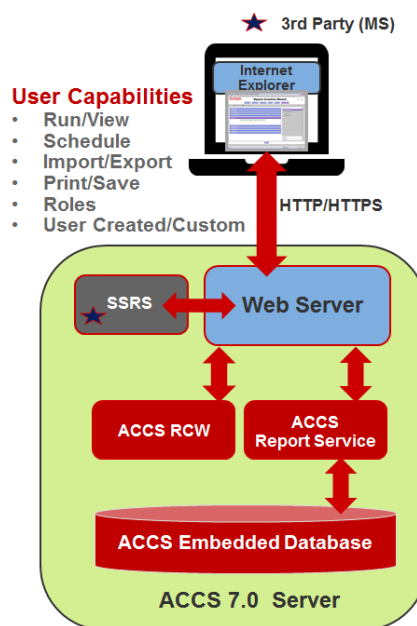 3rd Party (MS)
Internet
Explorer
User Capabilities
• Run/View
• Schedule
• Import/Export
• Print/Save
• Roles
• User Created/Custom
HTTP/HTTPS
SSRS
Web Server
ACCS RCW
ACCS
Report Service
ACCS Embedded Database
ACCS 7.0 Server